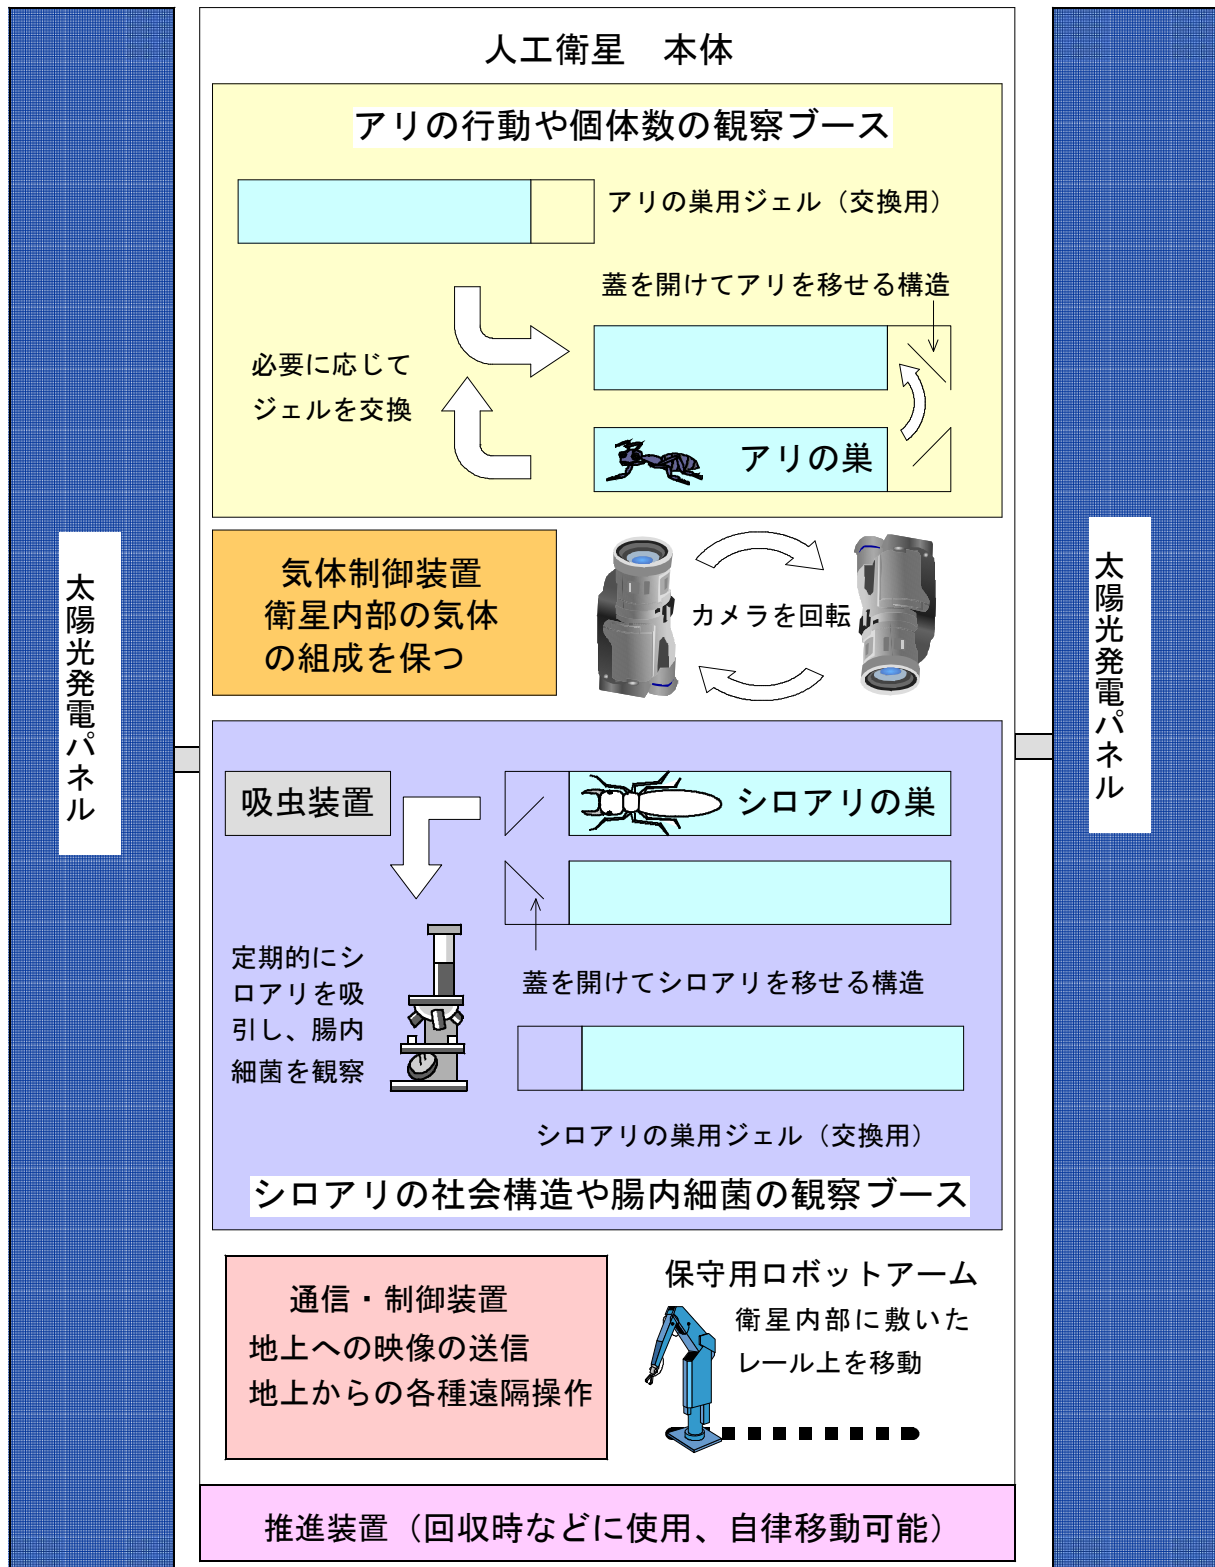 人工衛星　本体
アリの行動や個体数の観察ブース
アリの巣用ジェル（交換用）
蓋を開けてアリを移せる構造
必要に応じて
ジェルを交換
アリの巣
太陽光発電パネル
太陽光発電パネル
気体制御装置
衛星内部の気体
の組成を保つ
カメラを回転
吸虫装置
シロアリの巣
定期的にシ
ロアリを吸
引し、腸内
細菌を観察
蓋を開けてシロアリを移せる構造
シロアリの巣用ジェル（交換用）
シロアリの社会構造や腸内細菌の観察ブース
通信・制御装置
地上への映像の送信
地上からの各種遠隔操作
保守用ロボットアーム
衛星内部に敷いた
レール上を移動
推進装置（回収時などに使用、自律移動可能）